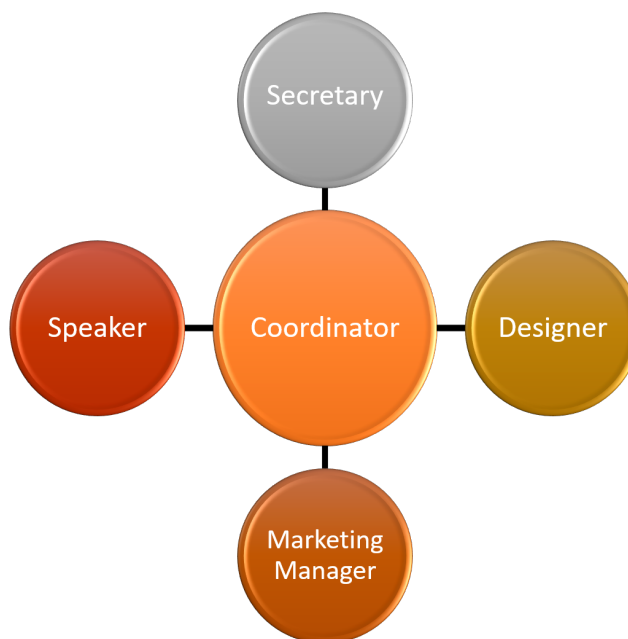 Secretary
Speaker
Coordinator
Designer
Marketing
Manager